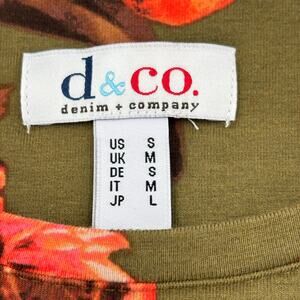 d&co.
denim + company
US S
UK M
DE S
IT M
JP L